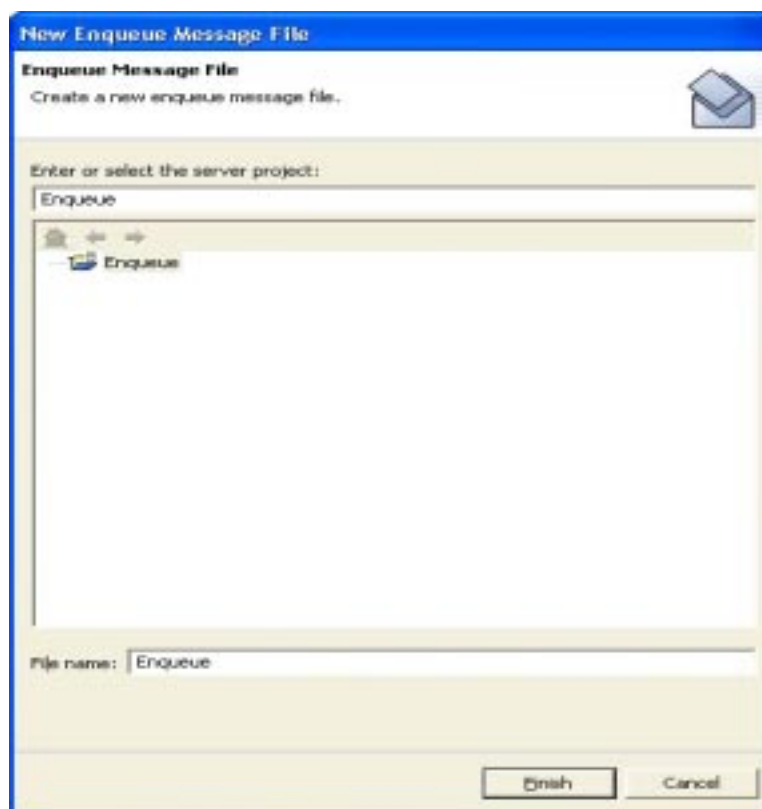 New Enqueue Message File
Enqueue Message File
Create a new enqueue message file.
Enter or select the server project:
Enqueue
Enqueue
File name: Enqueue
Finish Cancel